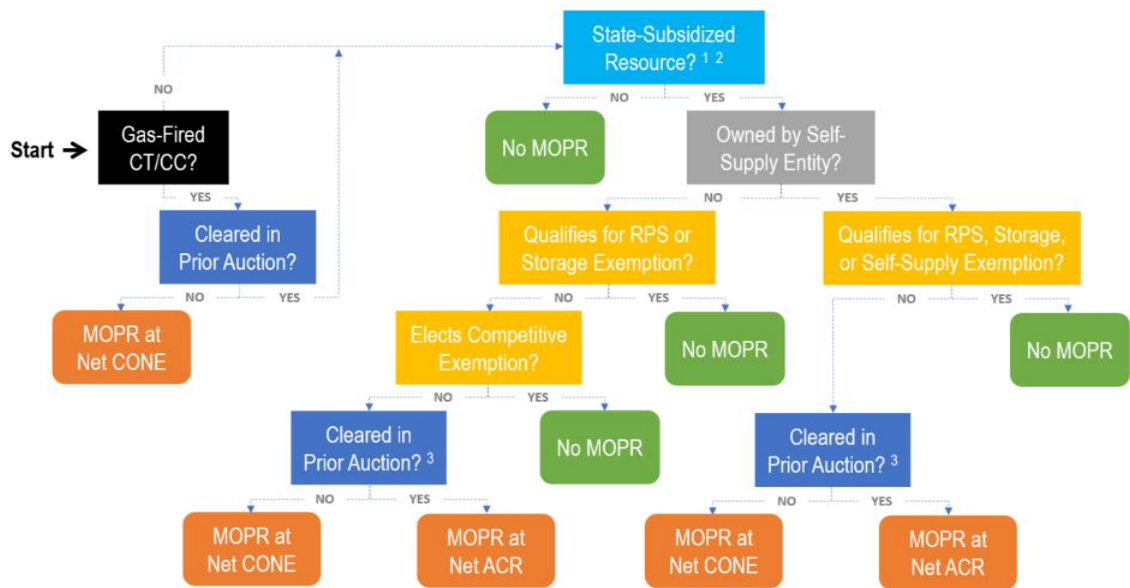 State-Subsidized
Resource? 1 2
NO
NO
YES
Start →
Gas-Fired
CT/CC?
No MOPR
Owned by Self-
Supply Entity?
YES
NO
YES
Cleared in
Prior Auction?
Qualifies for RPS or
Storage Exemption?
Qualifies for RPS, Storage,
or Self-Supply Exemption?
NO
YES
NO
YES
NO
YES
MOPR at
Net CONE
Elects Competitive
Exemption?
No MOPR
No MOPR
NO
YES
Cleared in
Prior Auction? 3
No MOPR
Cleared in
Prior Auction? 3
NO
YES
NO
YES
MOPR at
Net CONE
MOPR at
Net ACR
MOPR at
Net CONE
MOPR at
Net ACR